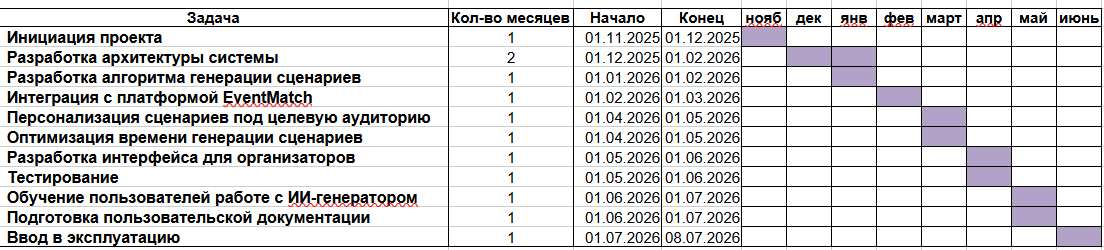 Задача Кол-во месяцев Начало Конец нояб дек янв фев март апр май июнь
Инициация проекта 1 01.11.2025 01.12.2025
Разработка архитектуры системы 2 01.12.2025 01.02.2026
Разработка алгоритма генерации сценариев 1 01.01.2026 01.02.2026
Интеграция с платформой EventMatch 1 01.02.2026 01.03.2026
Персонализация сценариев под целевую аудиторию 1 01.04.2026 01.05.2026
Оптимизация времени генерации сценариев 1 01.04.2026 01.05.2026
Разработка интерфейса для организаторов 1 01.05.2026 01.06.2026
Тестирование 1 01.05.2026 01.06.2026
Обучение пользователей работе с ИИ-генератором 1 01.06.2026 01.07.2026
Подготовка пользовательской документации 1 01.06.2026 01.07.2026
Ввод в эксплуатацию 1 01.07.2026 08.07.2026